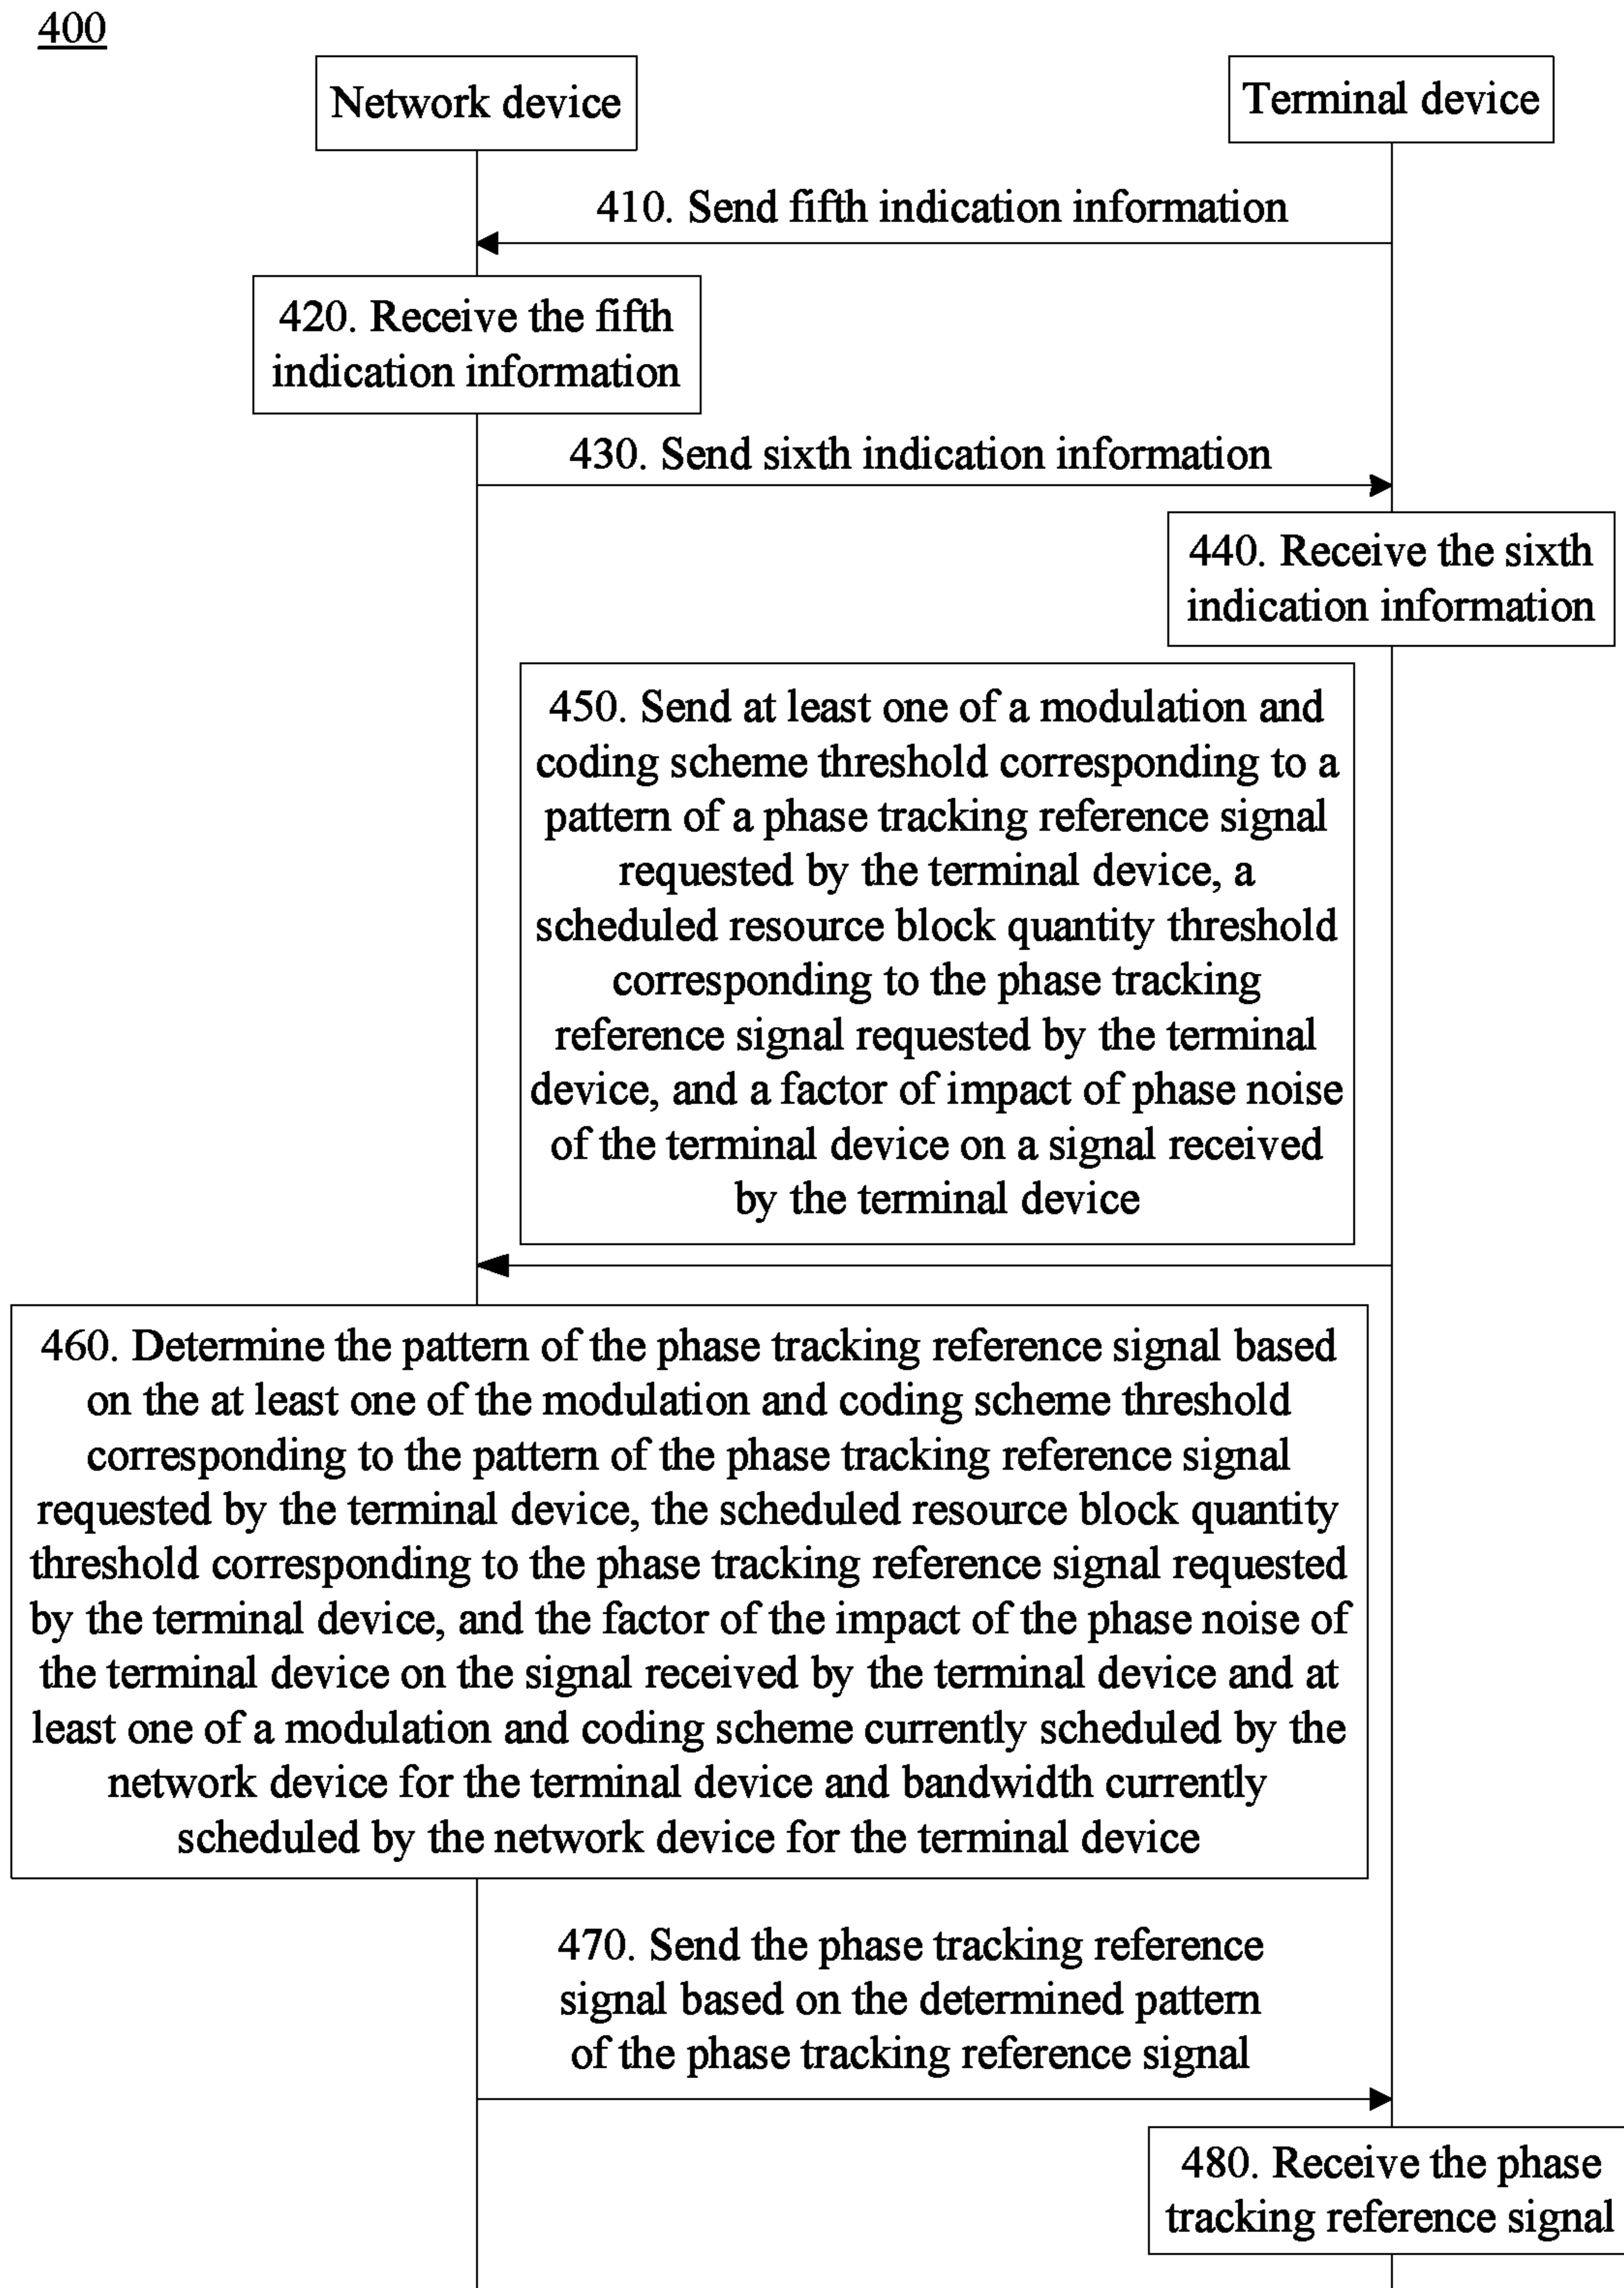 400
Network device
Terminal device
410. Send fifth indication information
420. Receive the fifth
indication information
430. Send sixth indication information
440. Receive the sixth
indication information
450. Send at least one of a modulation and
coding scheme threshold corresponding to a
pattern of a phase tracking reference signal
requested by the terminal device, a
scheduled resource block quantity threshold
corresponding to the phase tracking
reference signal requested by the terminal
device, and a factor of impact of phase noise
of the terminal device on a signal received
by the terminal device
460. Determine the pattern of the phase tracking reference signal based
on the at least one of the modulation and coding scheme threshold
corresponding to the pattern of the phase tracking reference signal
requested by the terminal device, the scheduled resource block quantity
threshold corresponding to the phase tracking reference signal requested
by the terminal device, and the factor of the impact of the phase noise of
the terminal device on the signal received by the terminal device and at
least one of a modulation and coding scheme currently scheduled by the
network device for the terminal device and bandwidth currently
scheduled by the network device for the terminal device
470. Send the phase tracking reference
signal based on the determined pattern
of the phase tracking reference signal
480. Receive the phase
tracking reference signal